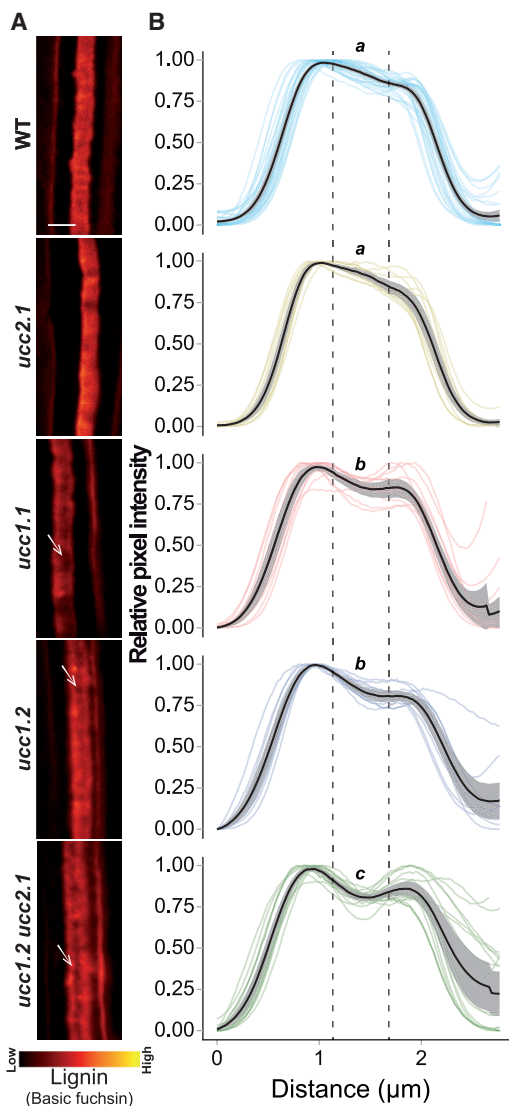 A
B
WT
ucc2.1
ucc1.1
ucc1.2
ucc1.2 ucc2.1
Low
High
Lignin
(Basic fuchsin)
Relative pixel intensity
a
1.00
0.75
0.50
0.25
0.00
a
1.00
0.75
0.50
0.25
0.00
b
1.00
0.75
0.50
0.25
0.00
b
1.00
0.75
0.50
0.25
0.00
c
1.00
0.75
0.50
0.25
0.00
0 1 2
Distance (µm)